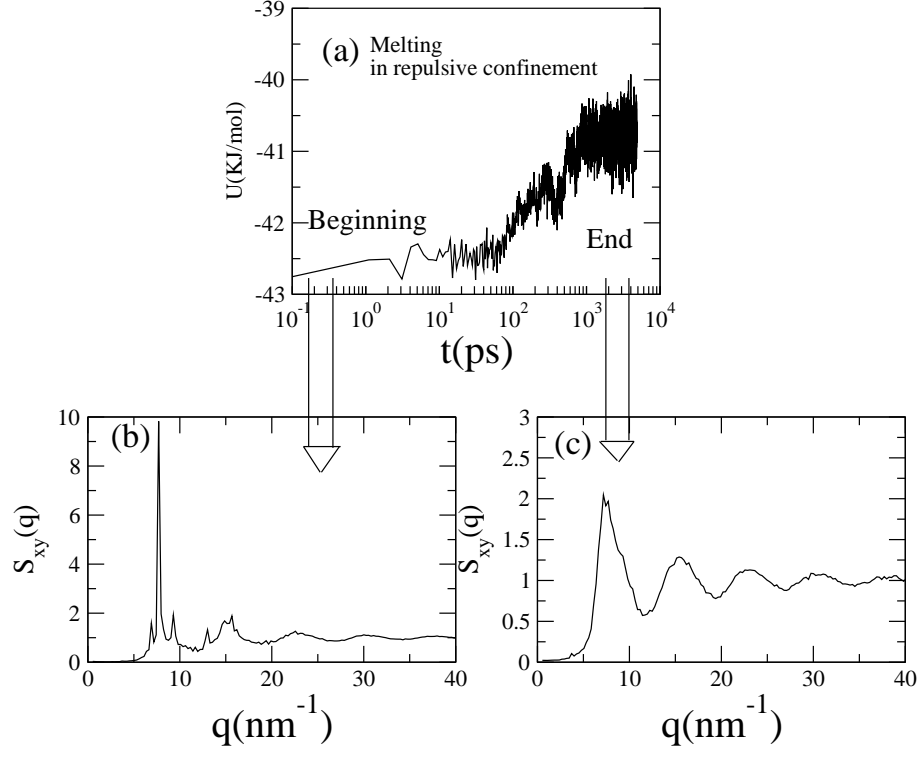 -39
(a) Melting
in repulsive confinement
-40
U(KJ/mol)
-41
Beginning
-42
End
-43
10^-1 10^0 10^1 10^2 10^3 10^4
t(ps)
(b)
10
8
6
4
2
0
S_xy(q)
0 10 20 30 40
q(nm^-1)
(c)
3
2.5
2
1.5
1
0.5
0
S_xy(q)
0 10 20 30 40
q(nm^-1)